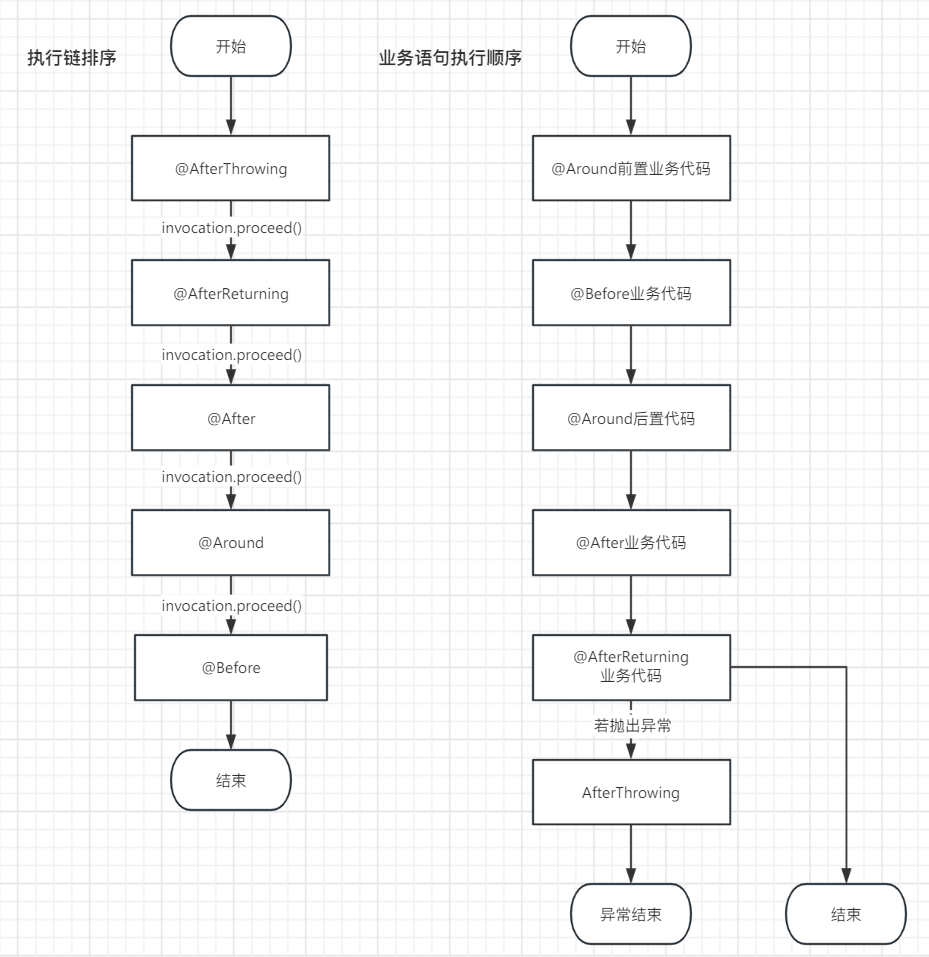 执行链排序
开始
@AfterThrowing
invocation.proceed()
@AfterReturning
invocation.proceed()
@After
invocation.proceed()
@Around
invocation.proceed()
@Before
结束
业务语句执行顺序
开始
@Around前置业务代码
@Before业务代码
@Around后置代码
@After业务代码
@AfterReturning
业务代码
若抛出异常
AfterThrowing
异常结束
结束